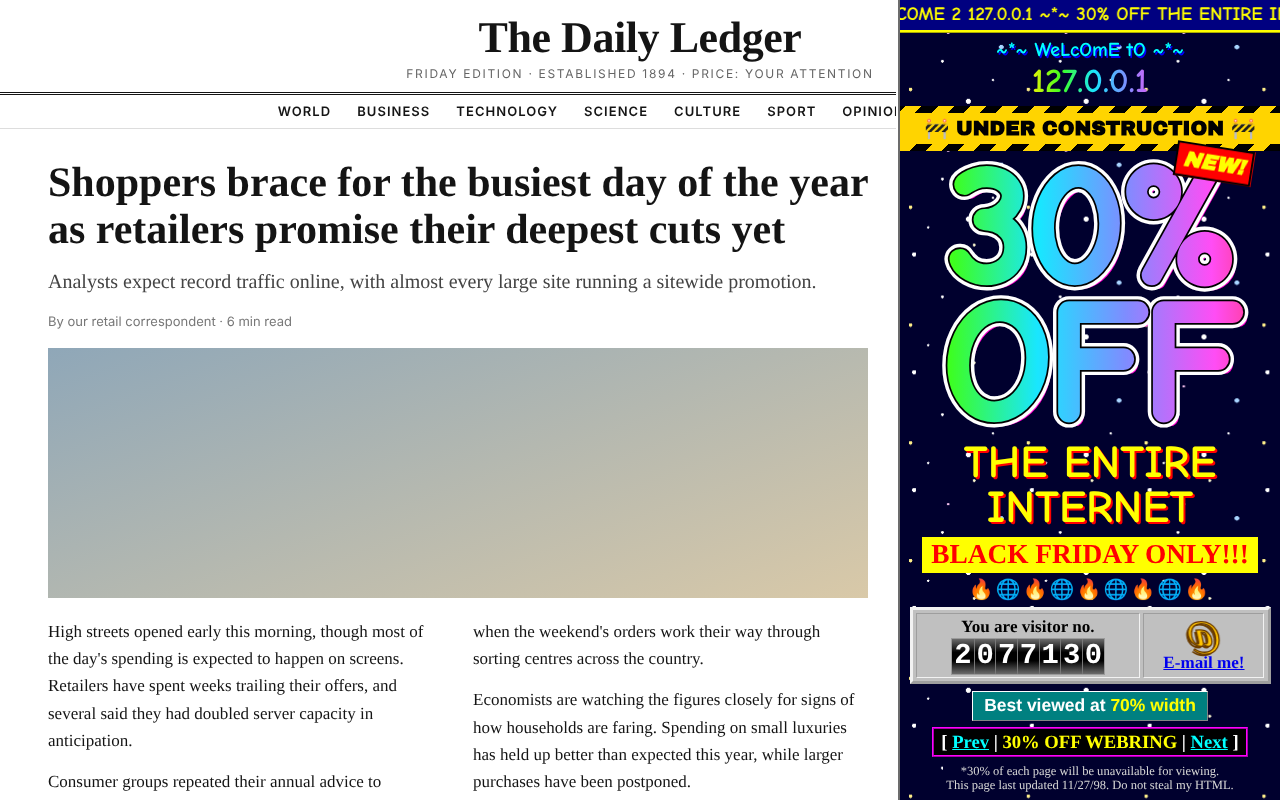 The Daily Ledger
FRIDAY EDITION · ESTABLISHED 1894 · PRICE: YOUR ATTENTION
WORLD BUSINESS TECHNOLOGY SCIENCE CULTURE SPORT
Shoppers brace for the busiest day of the year
as retailers promise their deepest cuts yet
Analysts expect record traffic online, with almost every large site running a sitewide promotion.
By our retail correspondent · 6 min read
High streets opened early this morning, though most of
the day's spending is expected to happen on screens.
Retailers have spent weeks trailing their offers, and
several said they had doubled server capacity in
anticipation.
Consumer groups repeated their annual advice to
when the weekend's orders work their way through
sorting centres across the country.
Economists are watching the figures closely for signs of
how households are faring. Spending on small luxuries
has held up better than expected this year, while larger
purchases have been postponed.
COME 2 127.0.0.1 ~*~ 30% OFF THE ENTIRE
~*~ WeLcOmE tO ~*~
127.0.0.1
🚧 UNDER CONSTRUCTION 🚧
NEW!
30%
OFF
THE ENTIRE
INTERNET
BLACK FRIDAY ONLY!!!
🔥🌐🔥🌐🔥🌐🔥🌐🔥
You are visitor no.
2077130
@
E-mail me!
Best viewed at 70% width
[ Prev | 30% OFF WEBRING | Next ]
*30% of each page will be unavailable for viewing.
This page last updated 11/27/98. Do not steal my HTML.